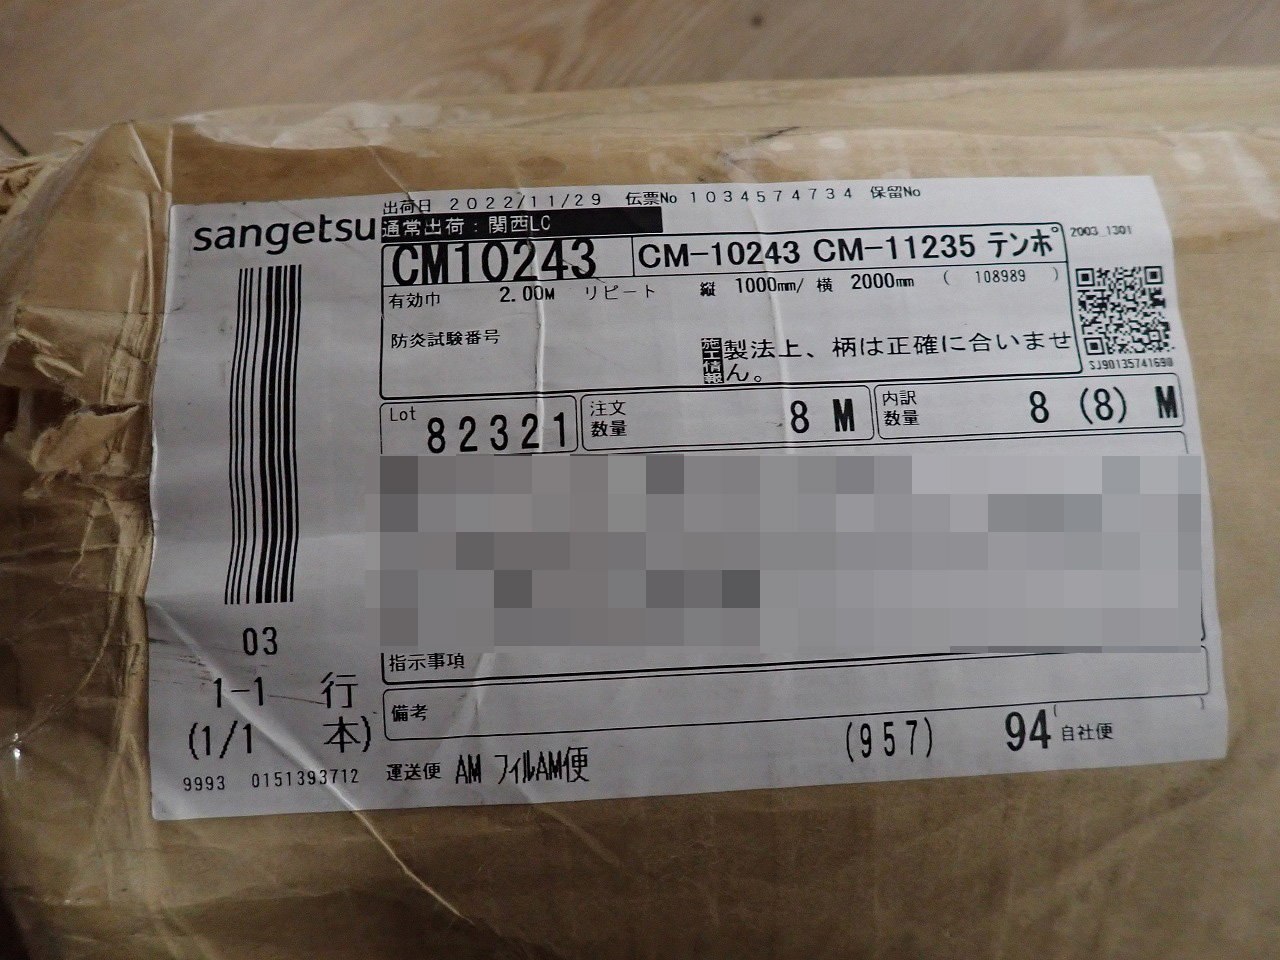 出荷日 2022/11/29 伝票No 1034574734 保留No
sangetsu
通常出荷：関西LC
CM10243
CM-10243 CM-11235 テンポ
2003 1301
有効巾 2.00M リピート 縦 1000mm/ 横 2000mm ( 108989 )
防炎試験番号
施工情報 製法上、柄は正確に合いません。
SJ90135741690
Lot 82321
注文数量 8 M
内訳数量 8 (8) M
指示事項
備考
03
1-1 行
(1/1 本)
9993 0151393712
運送便 AM フィルAM便
(957)
94 自社便